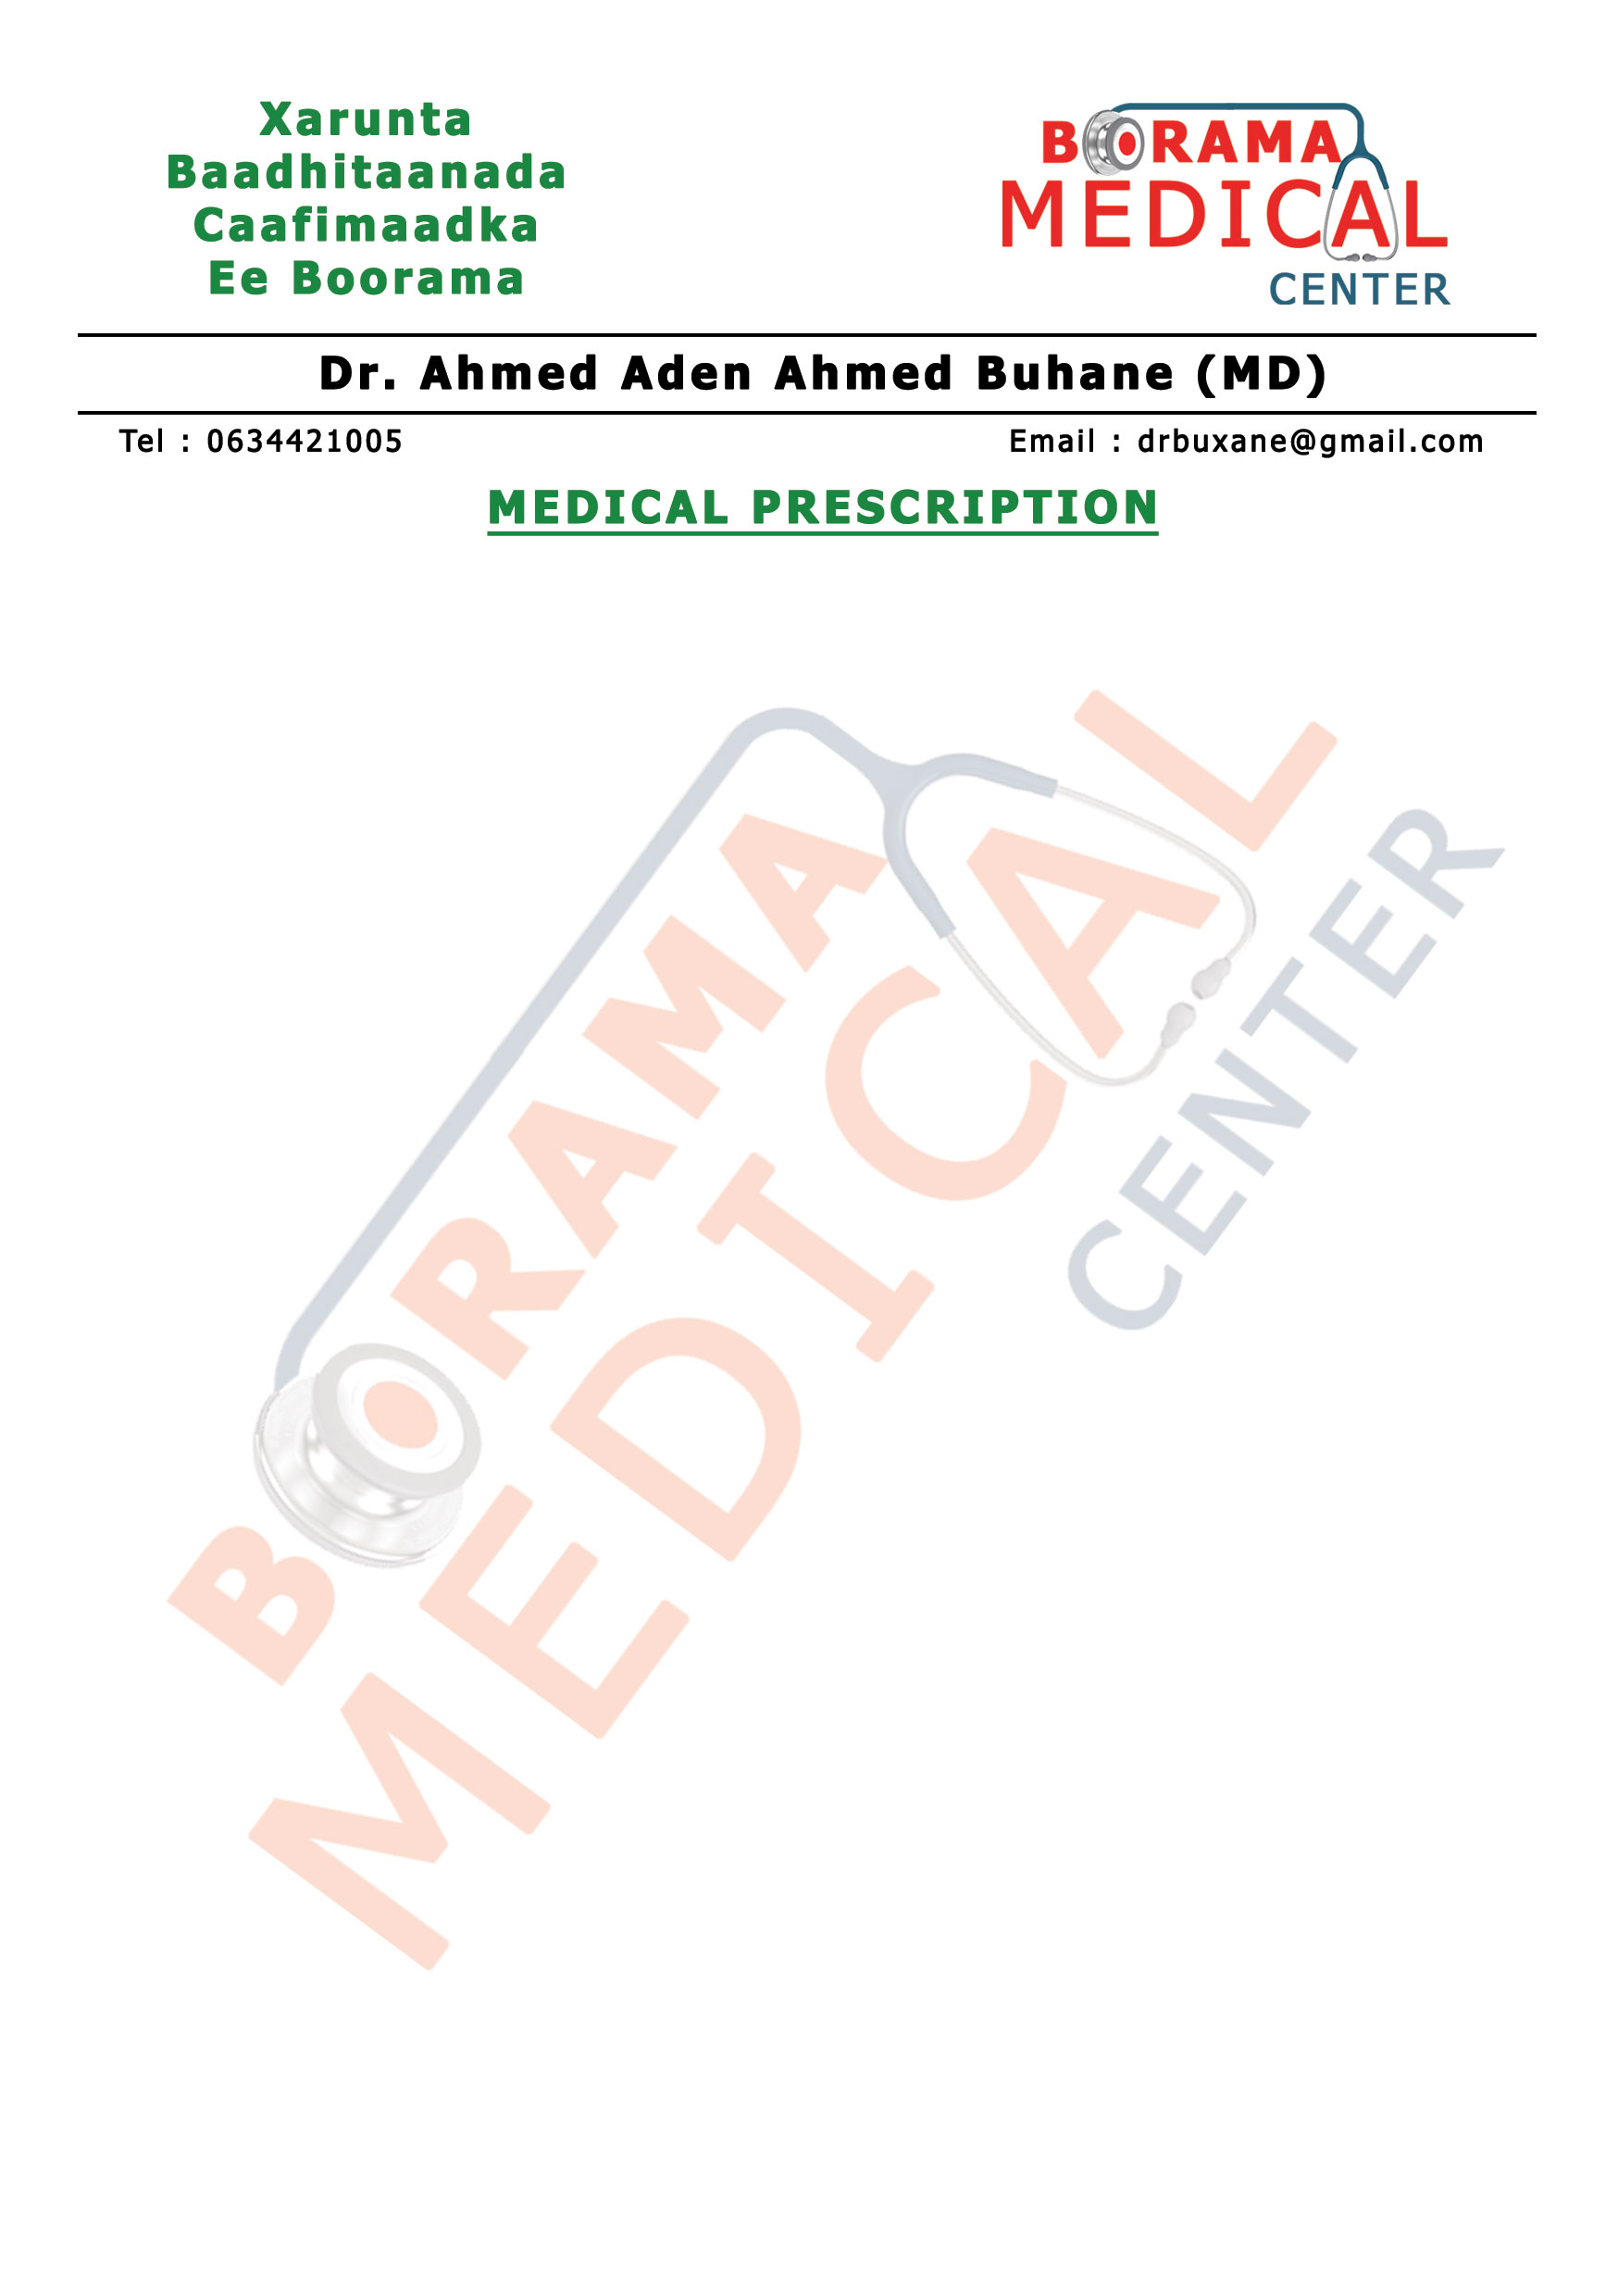 Xarunta
Baadhitaanada
Caafimaadka
Ee Boorama
BORAMA
MEDICAL
CENTER
Dr. Ahmed Aden Ahmed Buhane (MD)
Tel : 0634421005
Email : drbuxane@gmail.com
MEDICAL PRESCRIPTION
BORAMA
MEDICAL
CENTER